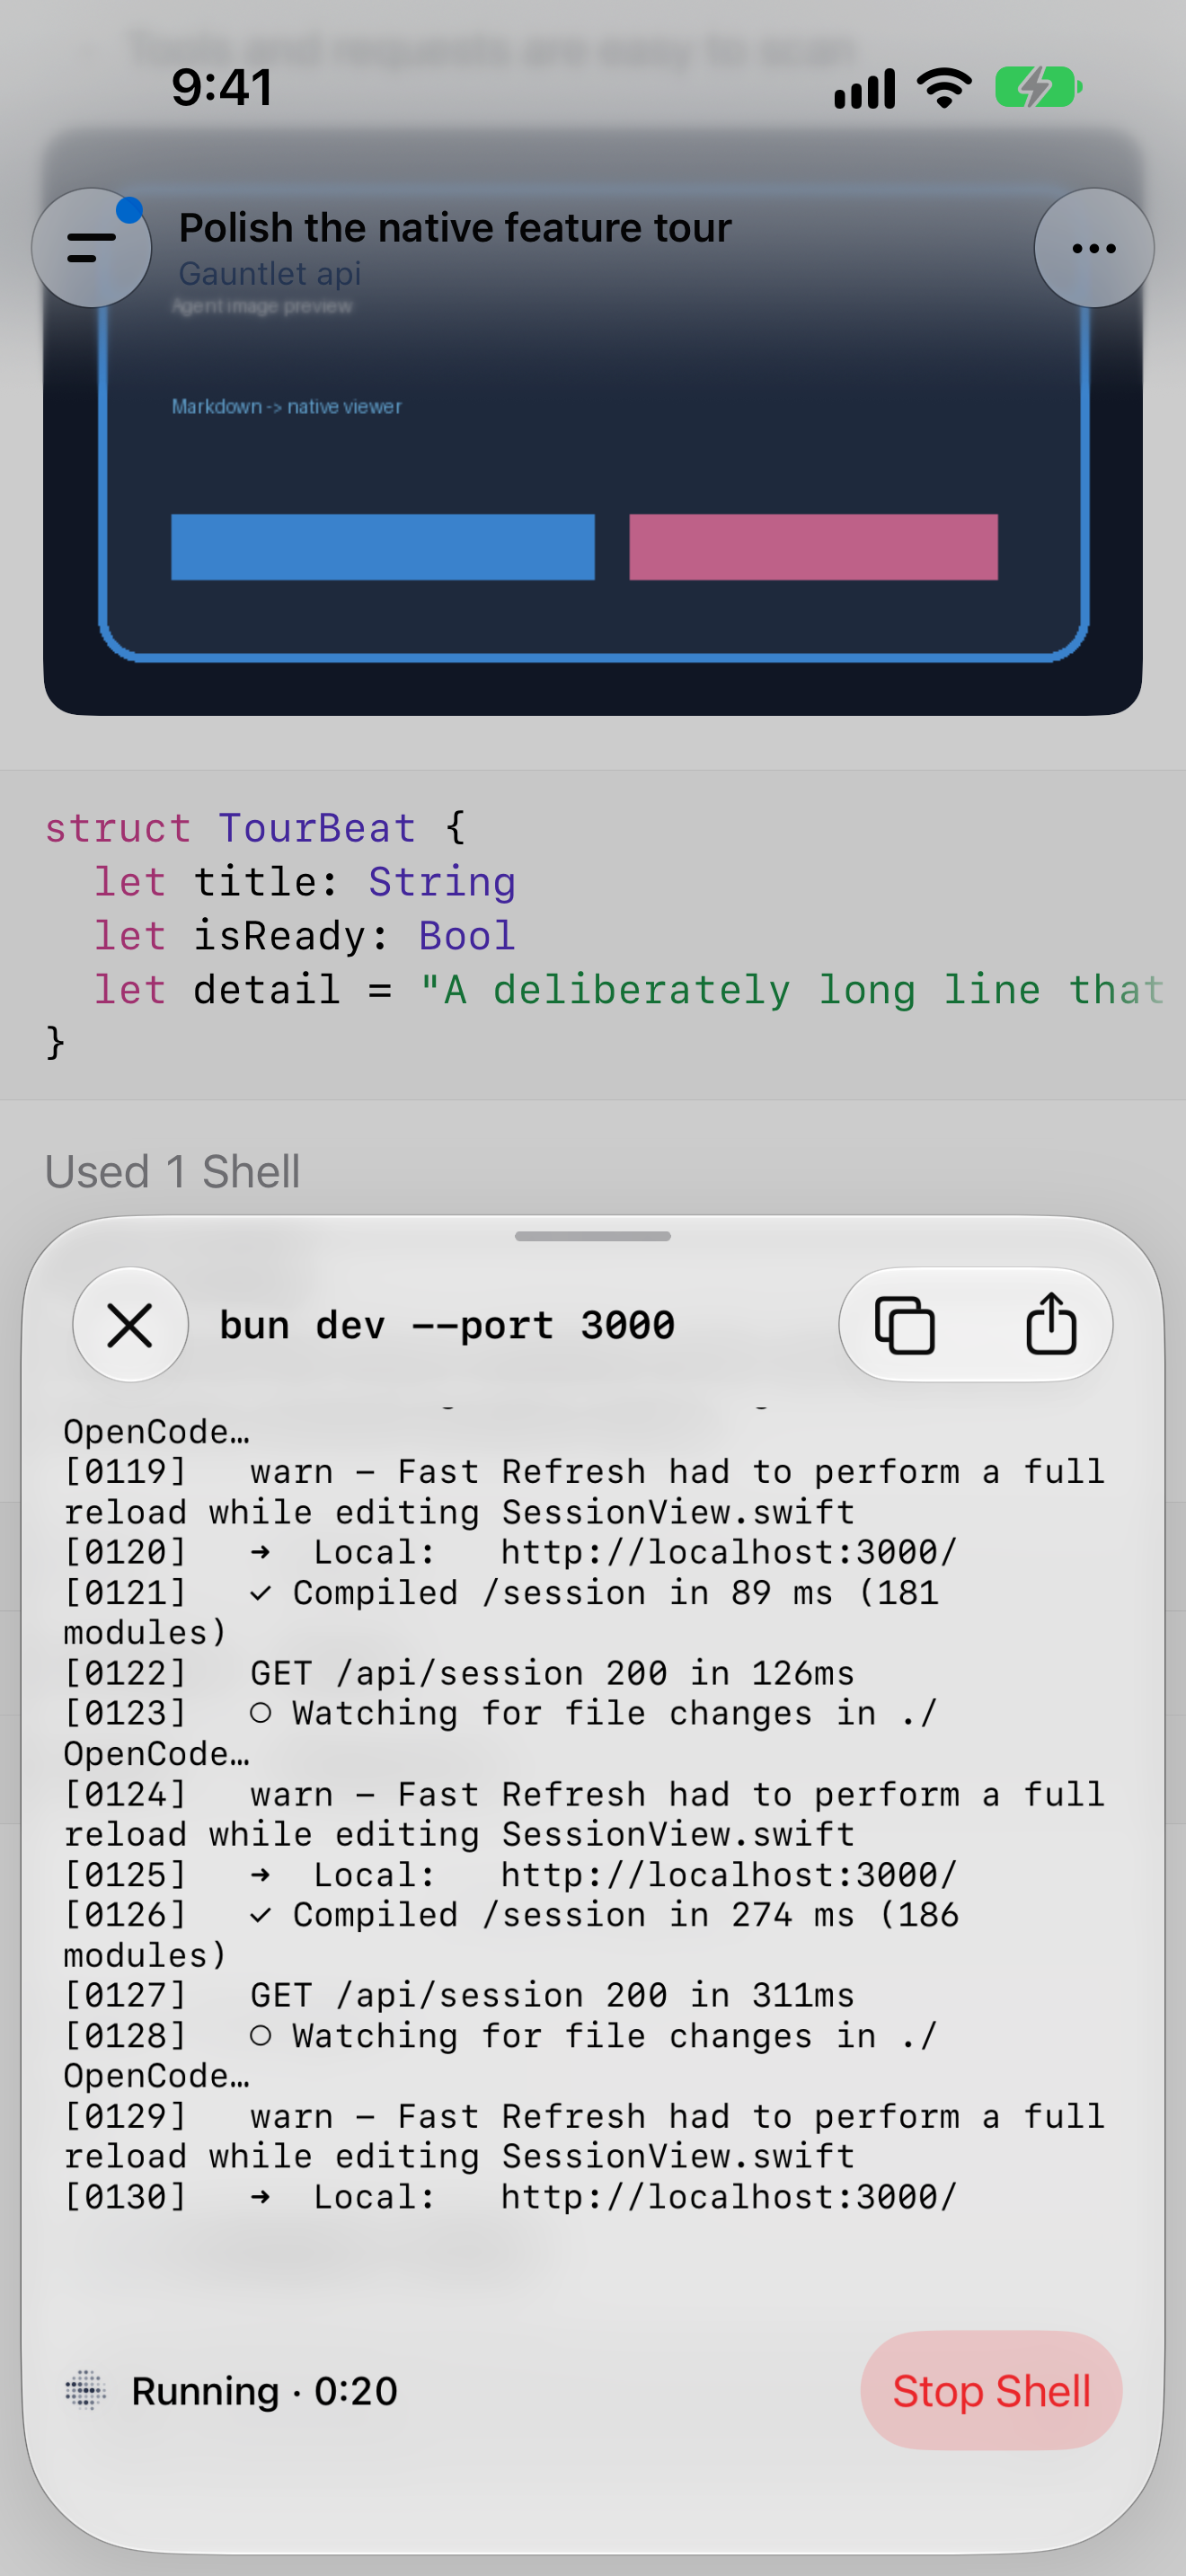 Tools and requests are easy to scan
9:41
Polish the native feature tour
Gauntlet api
Agent image preview
Markdown -> native viewer
struct TourBeat {
  let title: String
  let isReady: Bool
  let detail = "A deliberately long line that
}
Used 1 Shell
bun dev --port 3000
OpenCode…
[0119]   warn – Fast Refresh had to perform a full
reload while editing SessionView.swift
[0120]   ➜  Local:   http://localhost:3000/
[0121]   ✓ Compiled /session in 89 ms (181
modules)
[0122]   GET /api/session 200 in 126ms
[0123]   ○ Watching for file changes in ./
OpenCode…
[0124]   warn – Fast Refresh had to perform a full
reload while editing SessionView.swift
[0125]   ➜  Local:   http://localhost:3000/
[0126]   ✓ Compiled /session in 274 ms (186
modules)
[0127]   GET /api/session 200 in 311ms
[0128]   ○ Watching for file changes in ./
OpenCode…
[0129]   warn – Fast Refresh had to perform a full
reload while editing SessionView.swift
[0130]   ➜  Local:   http://localhost:3000/
Running · 0:20
Stop Shell